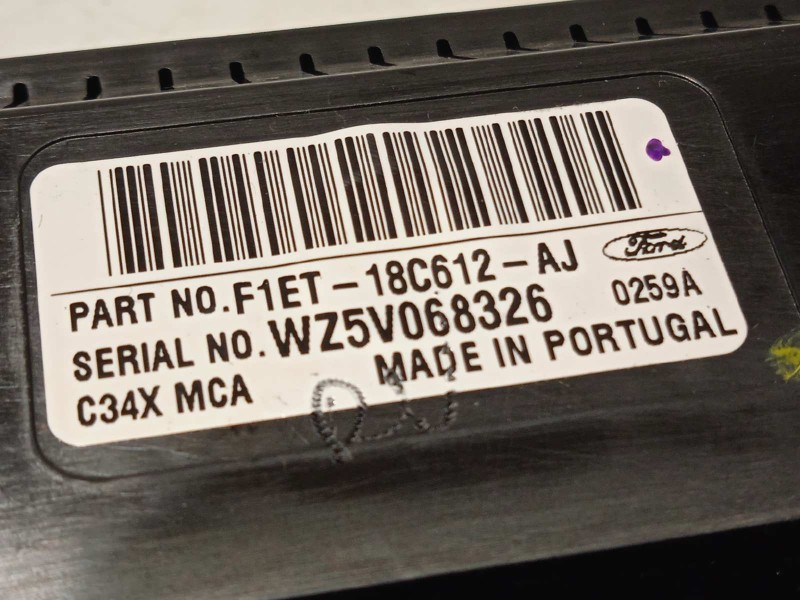 PART NO.F1ET-18C612-AJ
Ford
SERIAL NO.WZ5V068326
0259A
C34X MCA
MADE IN PORTUGAL